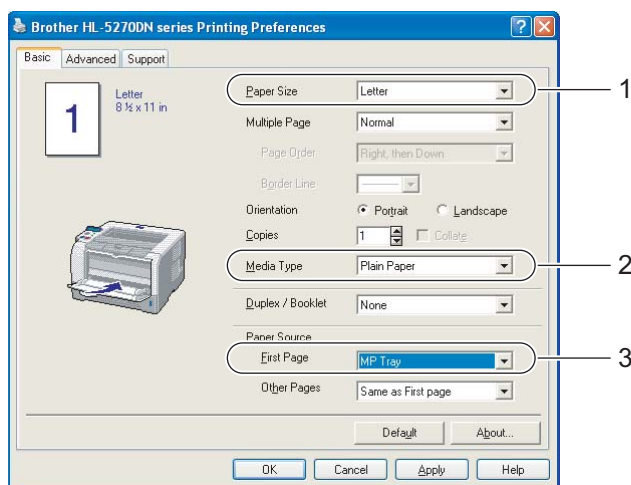 Brother HL-5270DN series Printing Preferences
Basic Advanced Support
1
Letter
8 ½ x 11 in
Paper Size Letter 1
Multiple Page Normal
Page Order Right, then Down
Border Line
Orientation Portrait Landscape
Copies 1 Collate
Media Type Plain Paper 2
Duplex / Booklet None
Paper Source
First Page MP Tray 3
Other Pages Same as First page
Default About...
OK Cancel Apply Help